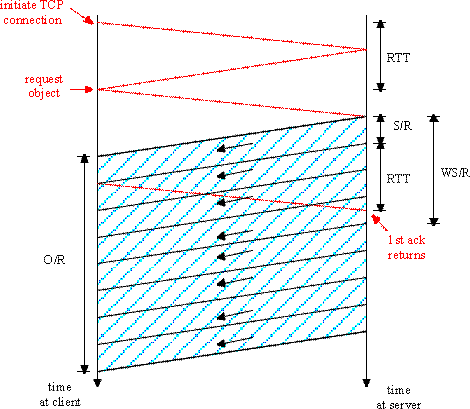 initiate TCP
connection
RTT
request
object
S/R
RTT
WS/R
1st ack
returns
O/R
time
at client
time
at server